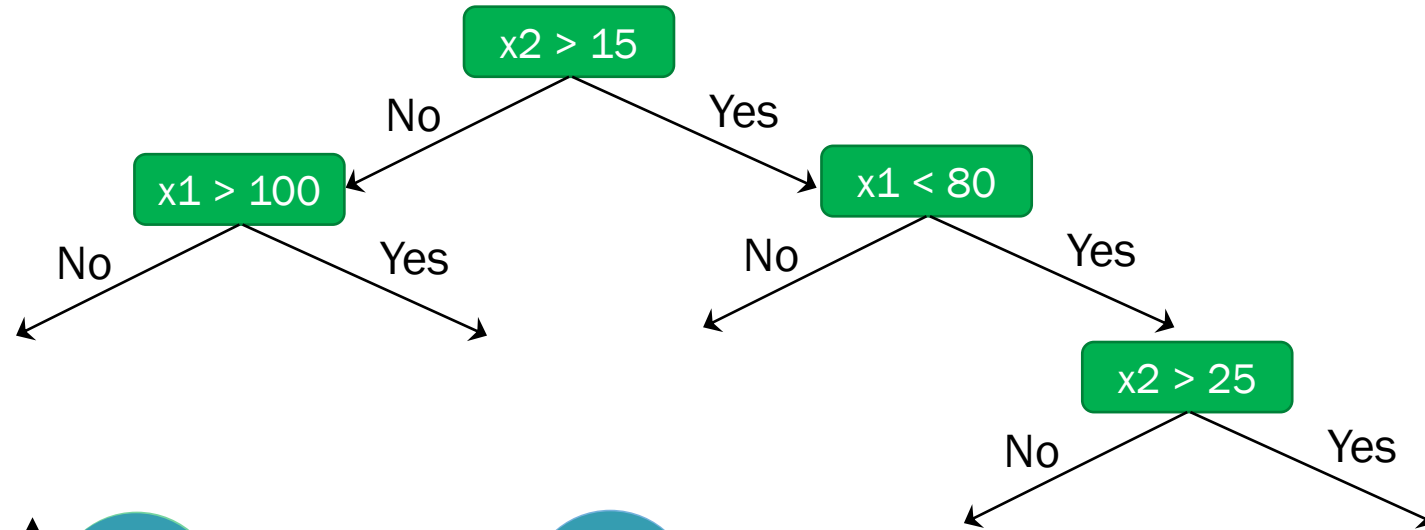 x2 > 15
No
Yes
x1 > 100
x1 < 80
No
Yes
No
Yes
x2 > 25
No
Yes